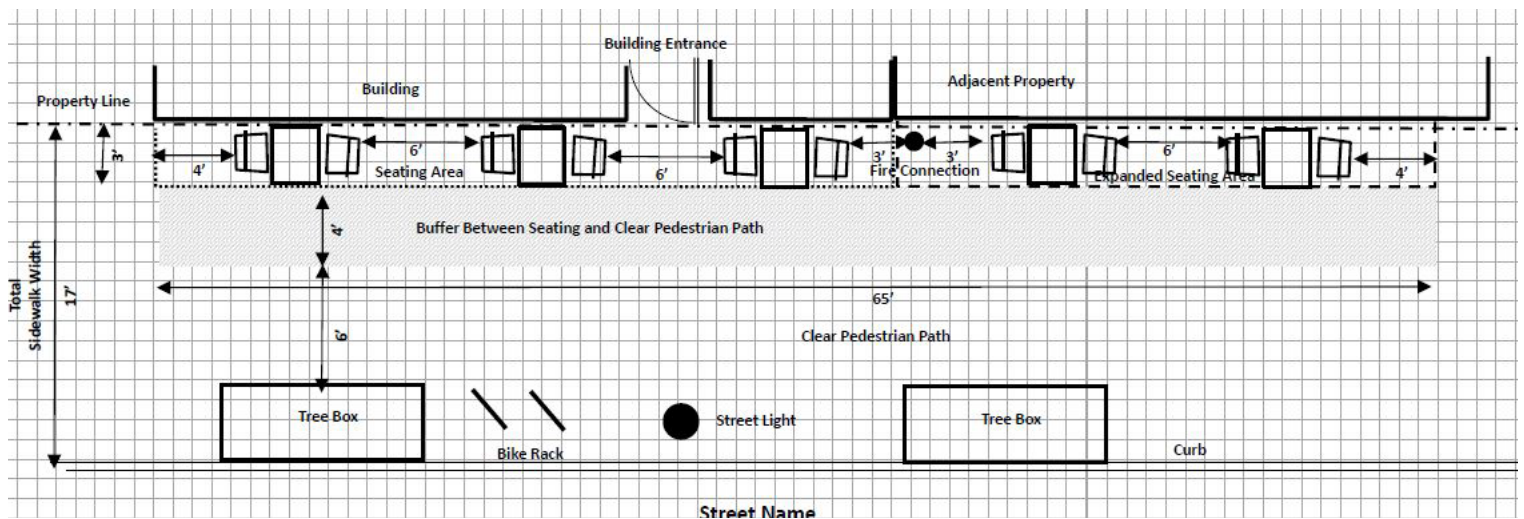 Building Entrance
Building
Adjacent Property
Property Line
3'
4'
6'
Seating Area
6'
3'
3'
Fire Connection
6'
Expanded Seating Area
4'
4'
Buffer Between Seating and Clear Pedestrian Path
Total
Sidewalk Width
17'
65'
6'
Clear Pedestrian Path
Tree Box
Bike Rack
Street Light
Tree Box
Curb
Street Name